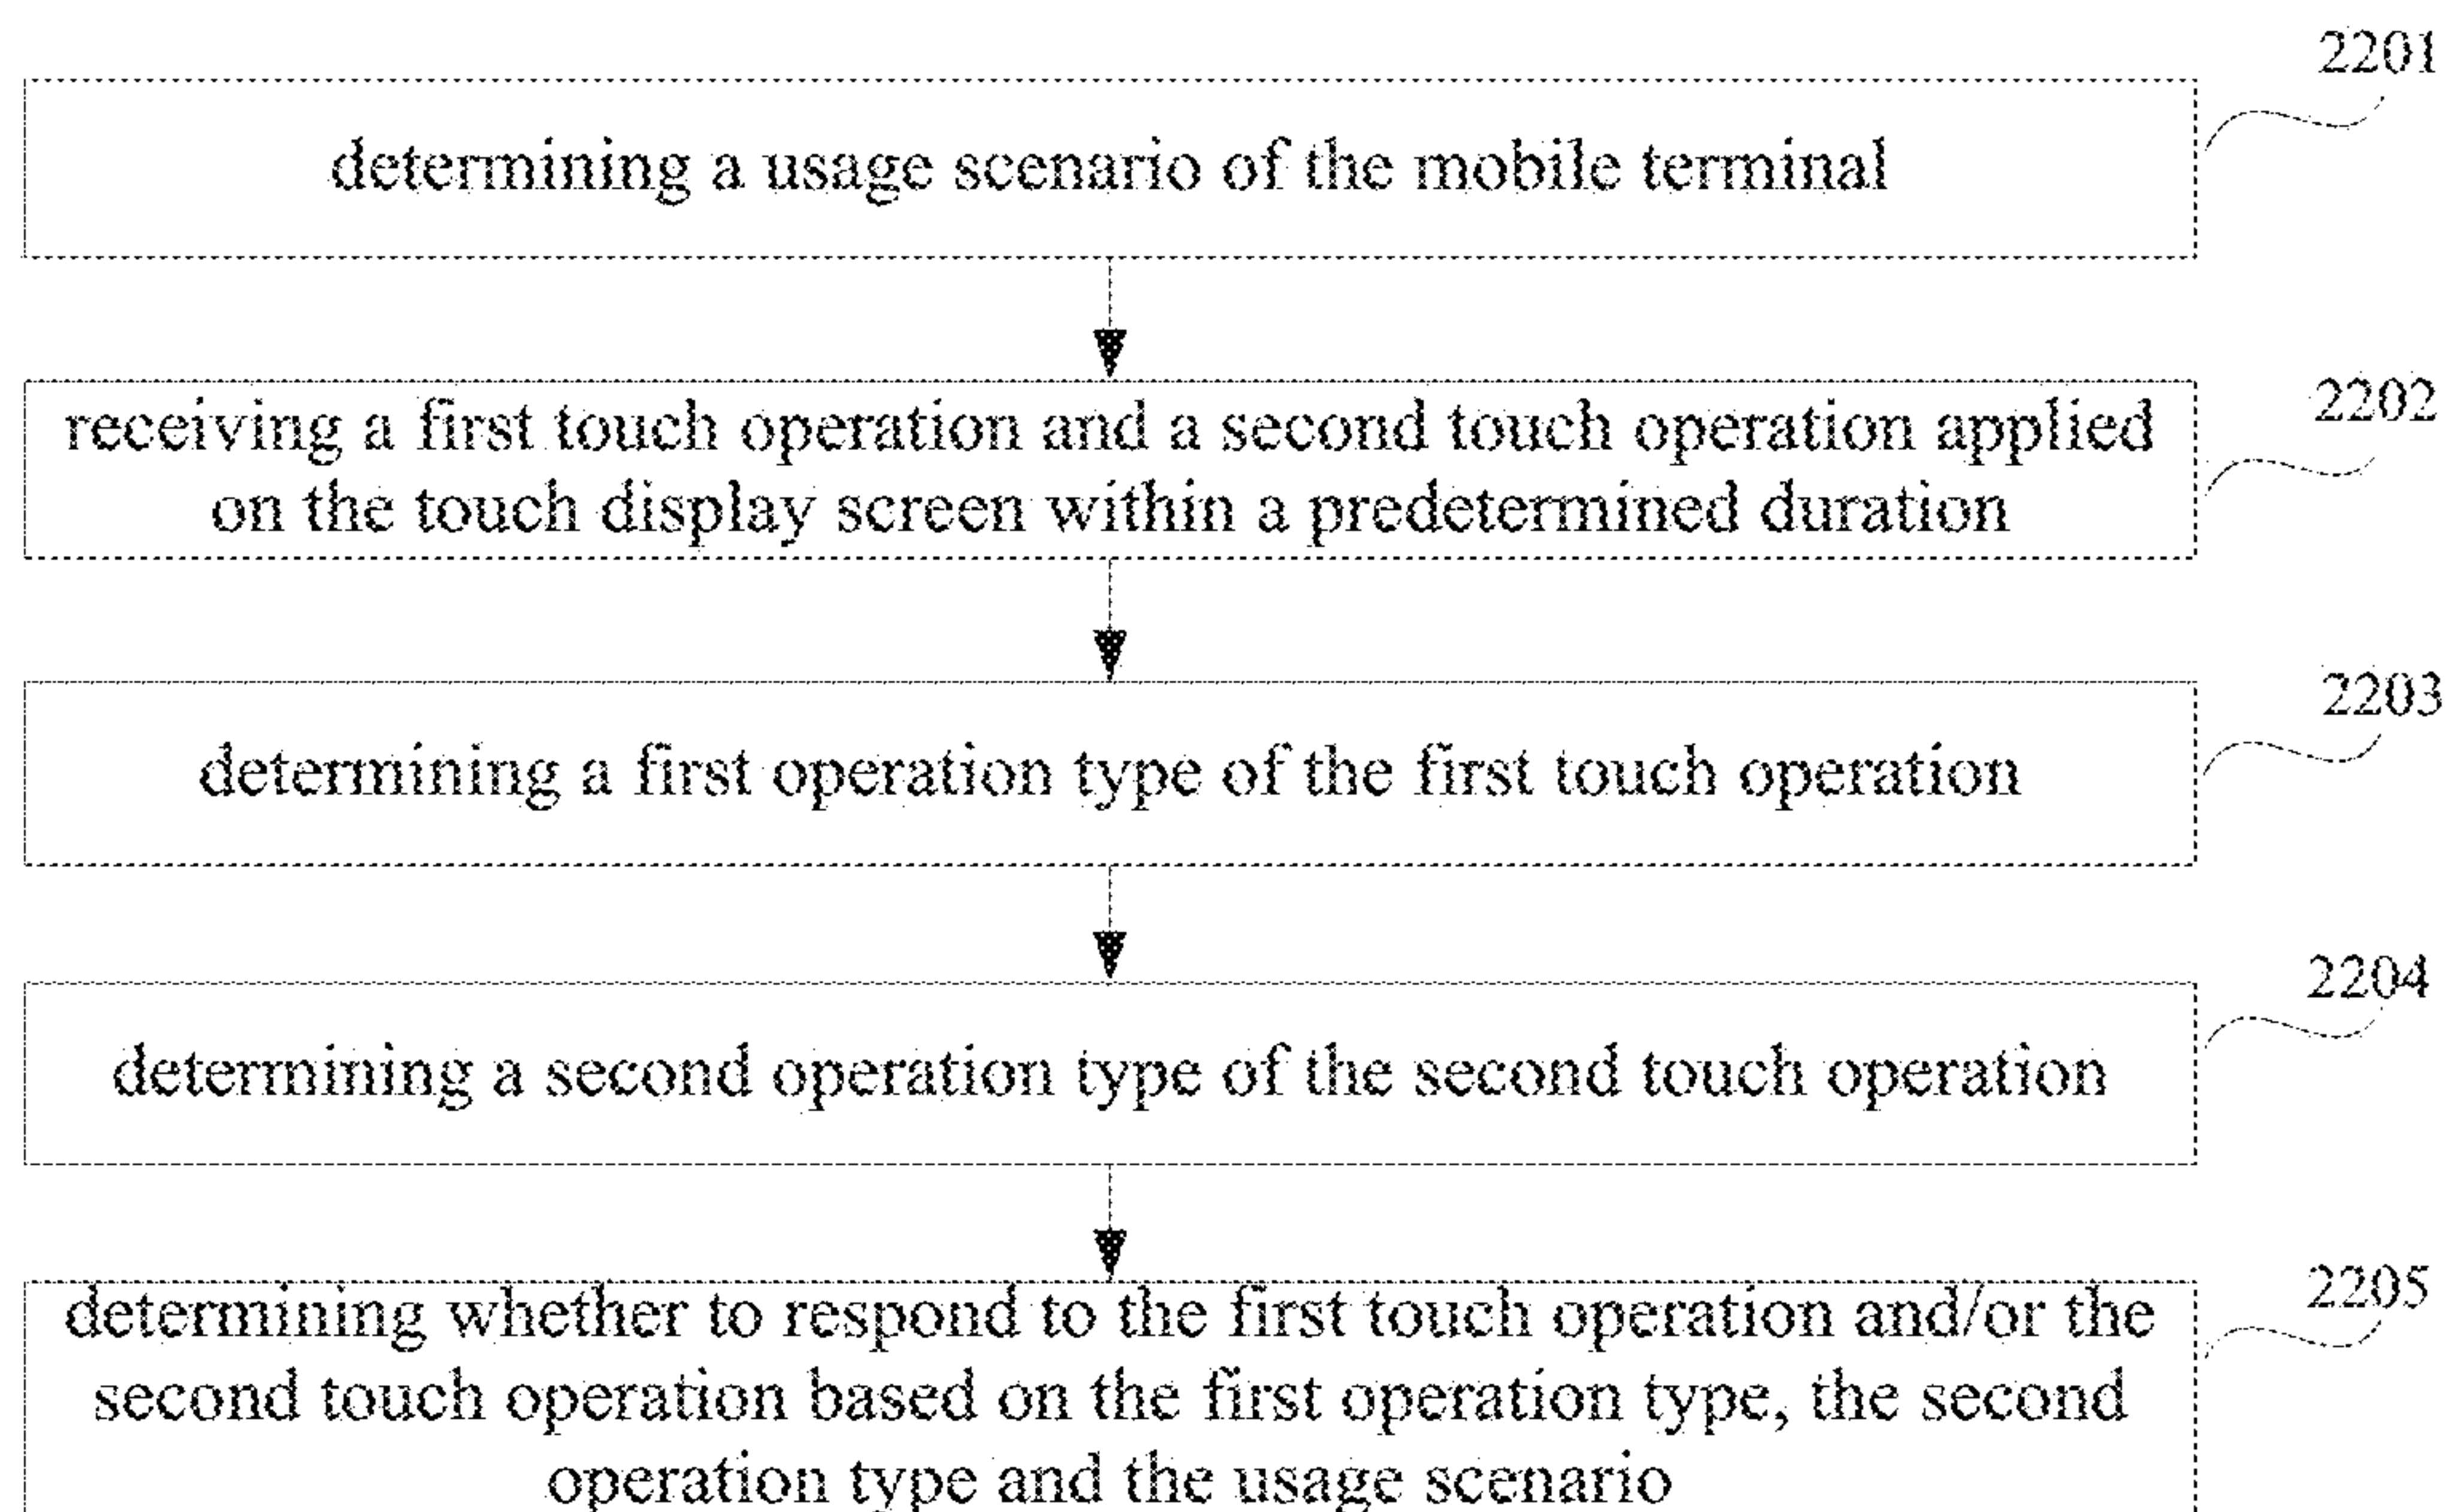 2201
determining a usage scenario of the mobile terminal
2202
receiving a first touch operation and a second touch operation applied
on the touch display screen within a predetermined duration
2203
determining a first operation type of the first touch operation
2204
determining a second operation type of the second touch operation
2205
determining whether to respond to the first touch operation and/or the
second touch operation based on the first operation type, the second
operation type and the usage scenario